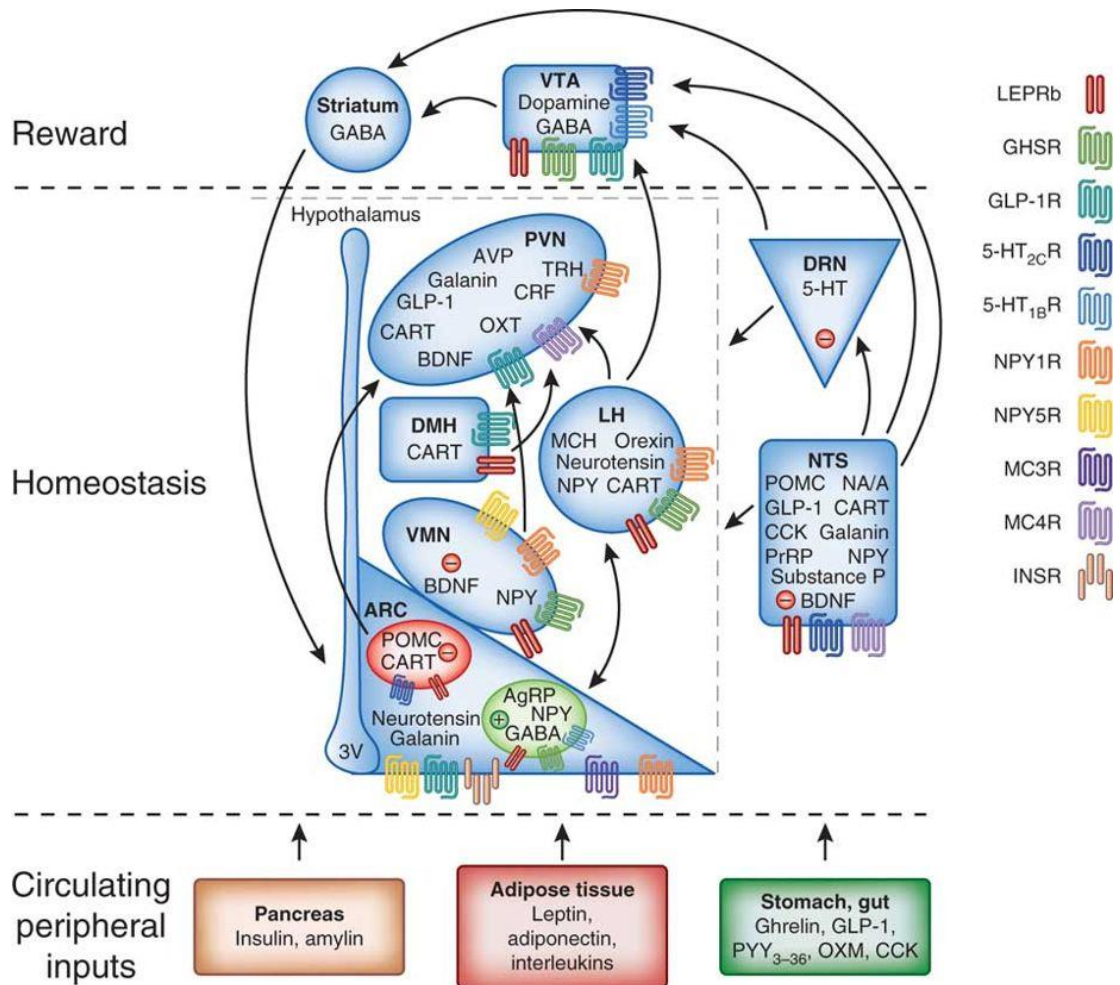 Reward
Striatum
GABA
VTA
Dopamine
GABA
Homeostasis
Hypothalamus
PVN
AVP
TRH
Galanin
CRF
GLP-1
OXT
CART
BDNF
DMH
CART
LH
MCH Orexin
Neurotensin
NPY CART
VMN
⊖
BDNF
NPY
ARC
POMC
⊖
CART
AgRP
⊕ NPY
GABA
Neurotensin
Galanin
3V
DRN
5-HT
⊖
NTS
POMC NA/A
GLP-1 CART
CCK Galanin
PrRP NPY
Substance P
⊖ BDNF
LEPRb
GHSR
GLP-1R
5-HT2CR
5-HT1BR
NPY1R
NPY5R
MC3R
MC4R
INSR
Circulating
peripheral
inputs
Pancreas
Insulin, amylin
Adipose tissue
Leptin,
adiponectin,
interleukins
Stomach, gut
Ghrelin, GLP-1,
PYY3–36, OXM, CCK